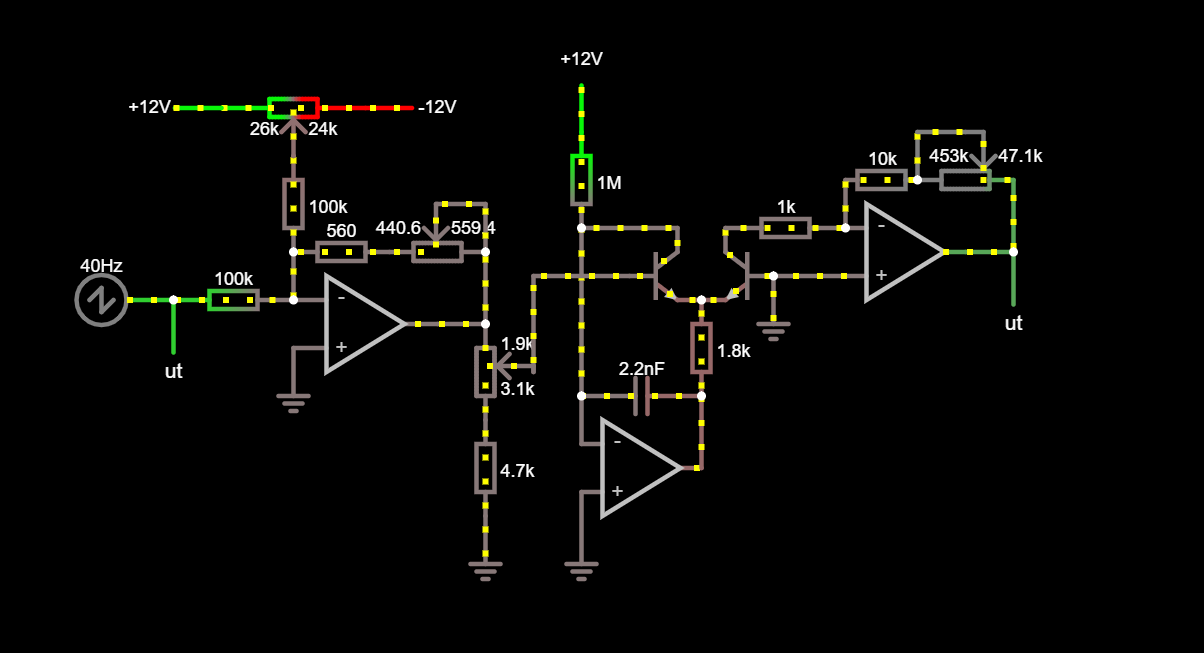 +12V
+12V
-12V
26k
24k
10k
453k
47.1k
1M
100k
1k
560
440.6
559.4
40Hz
100k
-
+
-
+
ut
ut
1.9k
3.1k
1.8k
2.2nF
-
+
4.7k